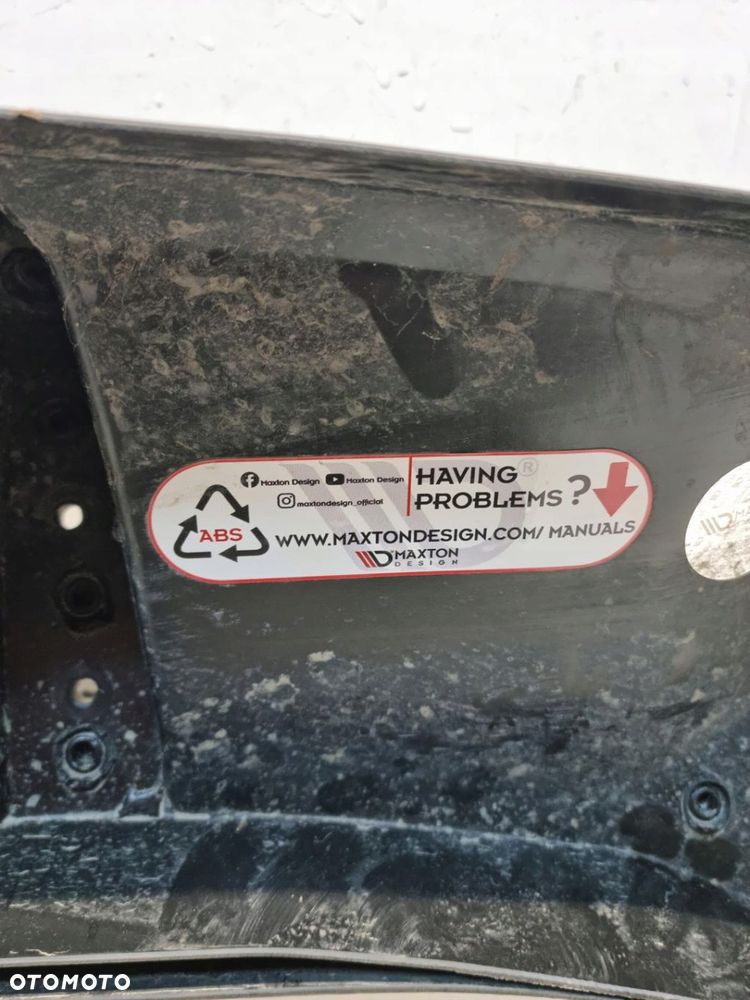 Maxton Design Maxton Design
maxtondesign_official
HAVING
PROBLEMS?
ABS
WWW.MAXTONDESIGN.COM/ MANUALS
MAXTON
DESIGN
OTOMOTO